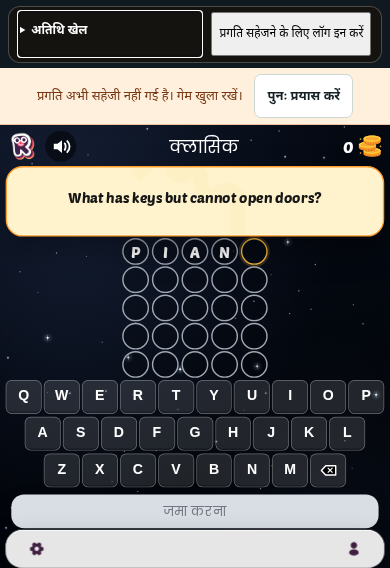 अतिथि खेल
प्रगति सहेजने के लिए लॉग इन करें
प्रगति अभी सहेजी नहीं गई है। गेम खुला रखें।
पुनः प्रयास करें
क्लासिक
0
What has keys but cannot open doors?
P I A N
Q W E R T Y U I O P
A S D F G H J K L
Z X C V B N M
जमा करना